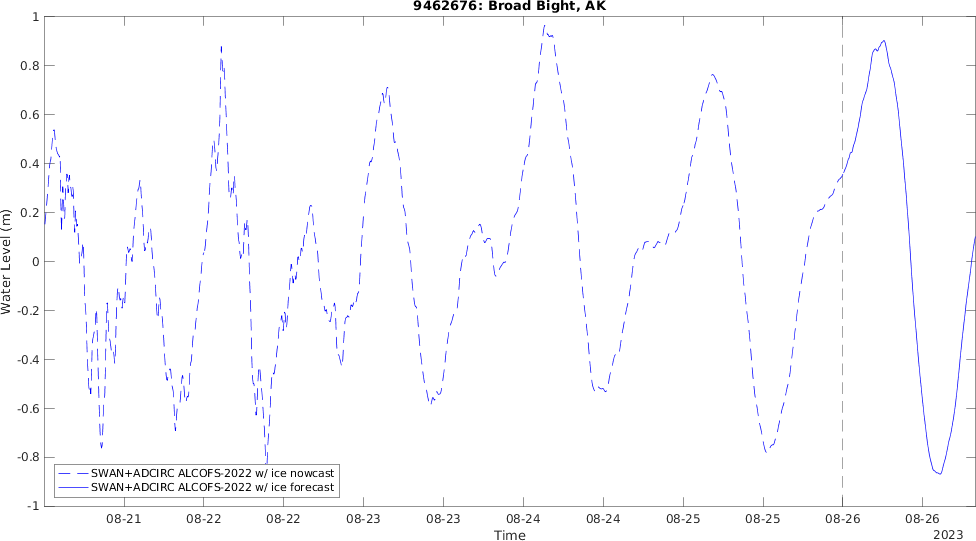 9462676: Broad Bight, AK
1
0.8
0.6
0.4
0.2
0
-0.2
-0.4
-0.6
-0.8
-1
Water Level (m)
SWAN+ADCIRC ALCOFS-2022 w/ ice nowcast
SWAN+ADCIRC ALCOFS-2022 w/ ice forecast
08-21 08-22 08-22 08-23 08-23 08-24 08-24 08-25 08-25 08-26 08-26
Time
2023